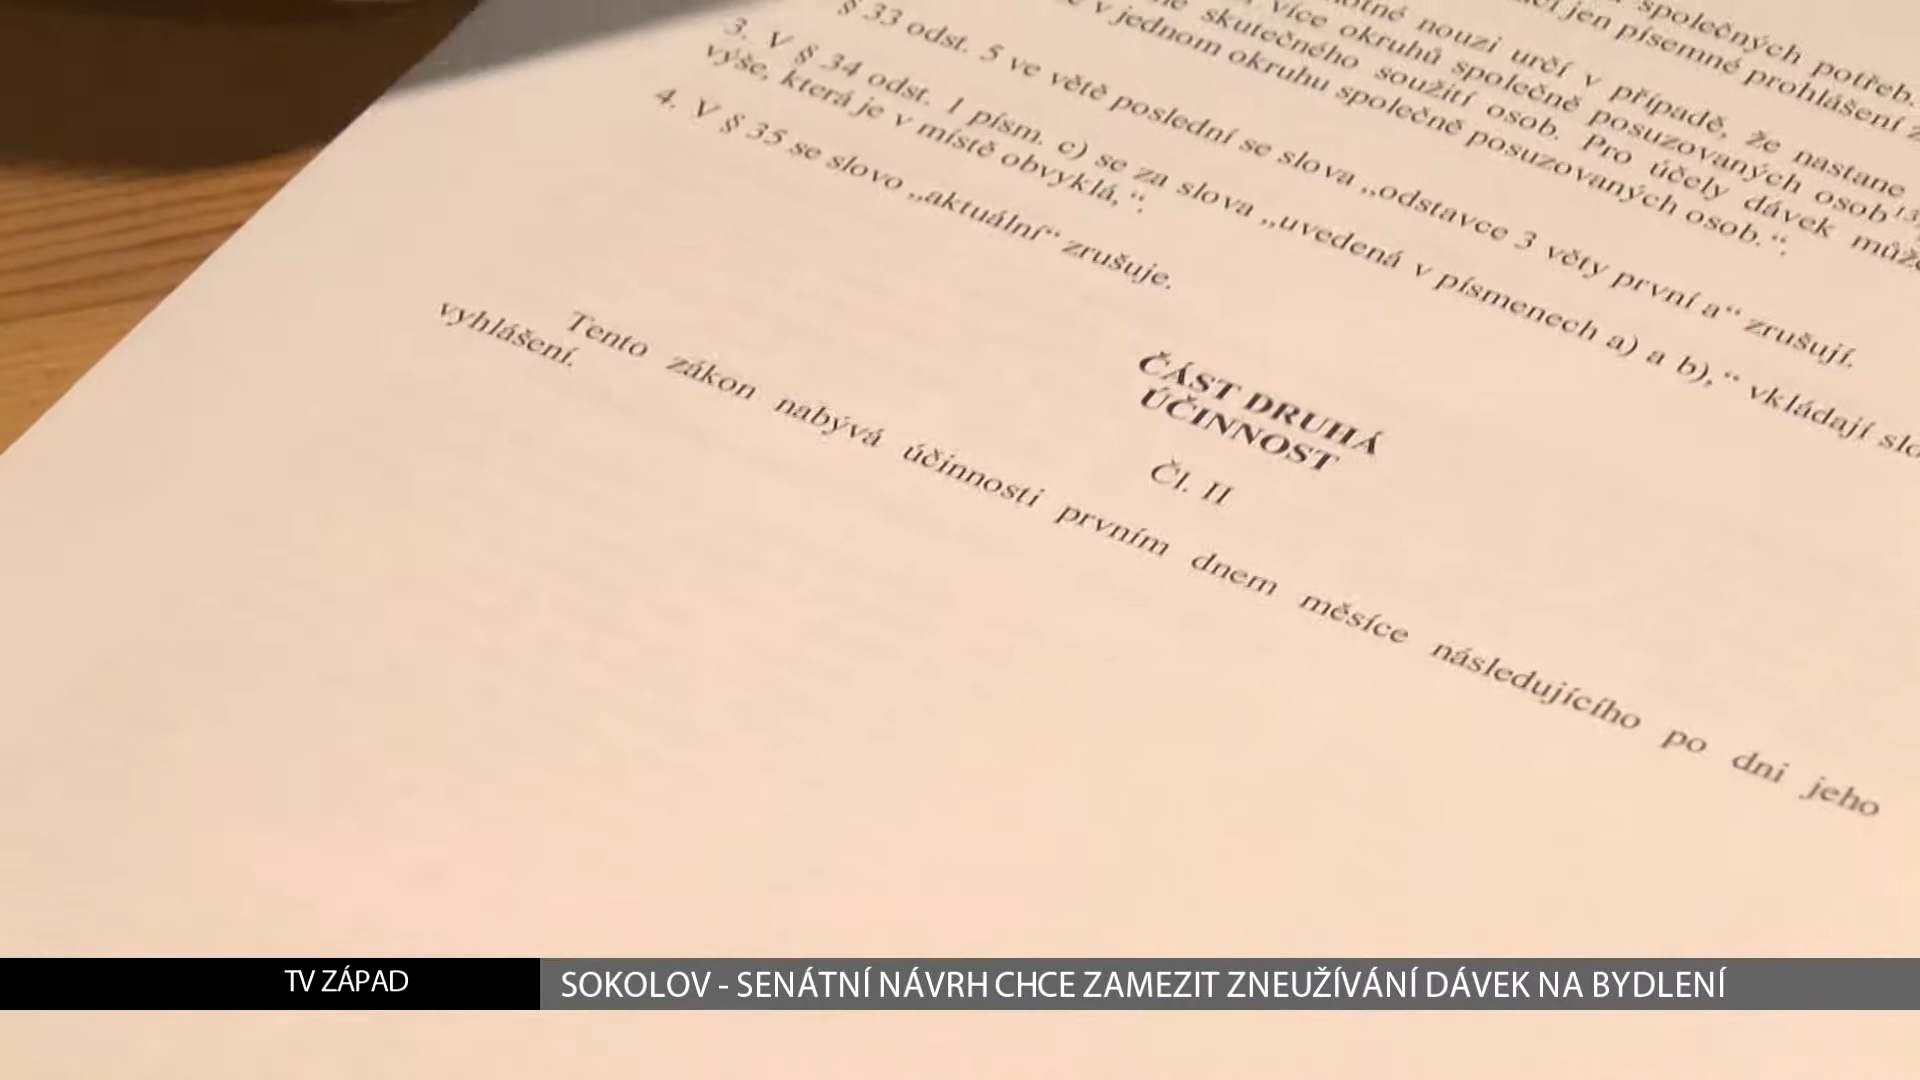 společných potřeb.
nouzi určí v případě, že nastane
jen písemné prohlášení
více okruhů společně posuzovaných osob
skutečného soužití osob. Pro účely dávek může
v jednom okruhu společně posuzovaných osob.“.
§ 33 odst. 5 ve větě poslední se slova „odstavce 3 věty první a“ zrušují.
3. V § 34 odst. 1 písm. c) se za slova „uvedená v písmenech a) a b),“ vkládají
výše, která je v místě obvyklá,“.
4. V § 35 se slovo „aktuální“ zrušuje.
ČÁST DRUHÁ
ÚČINNOST
Čl. II
Tento zákon nabývá účinnosti prvním dnem měsíce následujícího po dni jeho
vyhlášení.
TV ZÁPAD
SOKOLOV - SENÁTNÍ NÁVRH CHCE ZAMEZIT ZNEUŽÍVÁNÍ DÁVEK NA BYDLENÍ